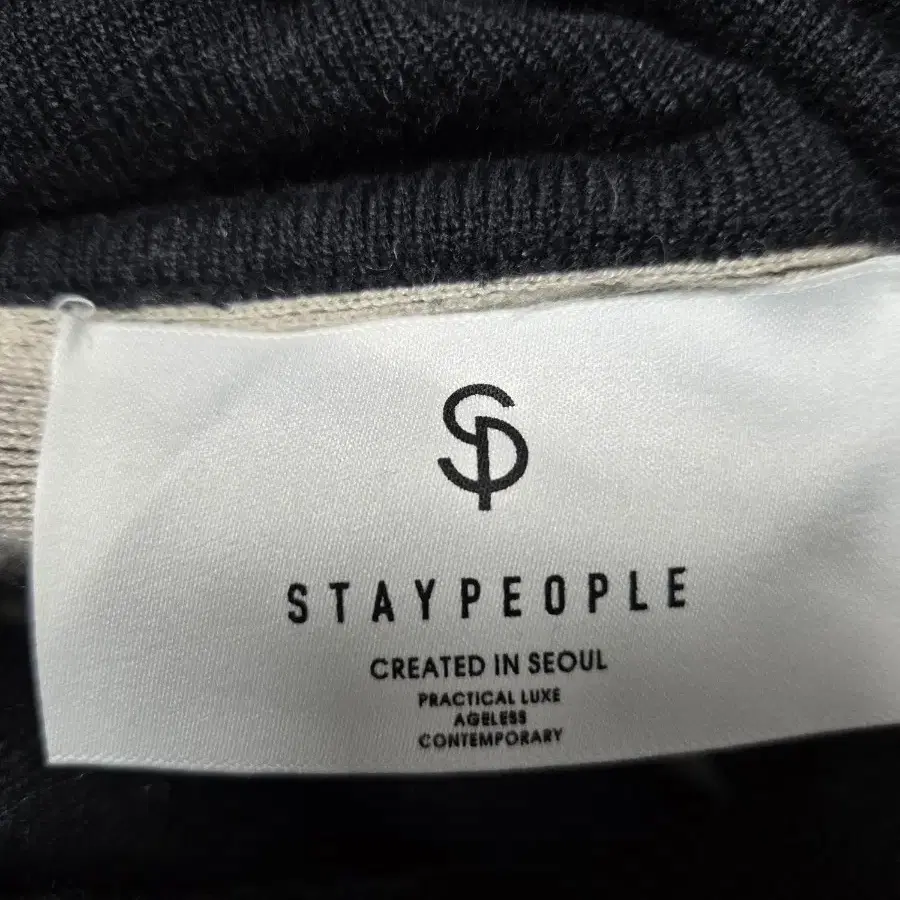 SP
STAYPEOPLE
CREATED IN SEOUL
PRACTICAL LUXE
AGELESS
CONTEMPORARY